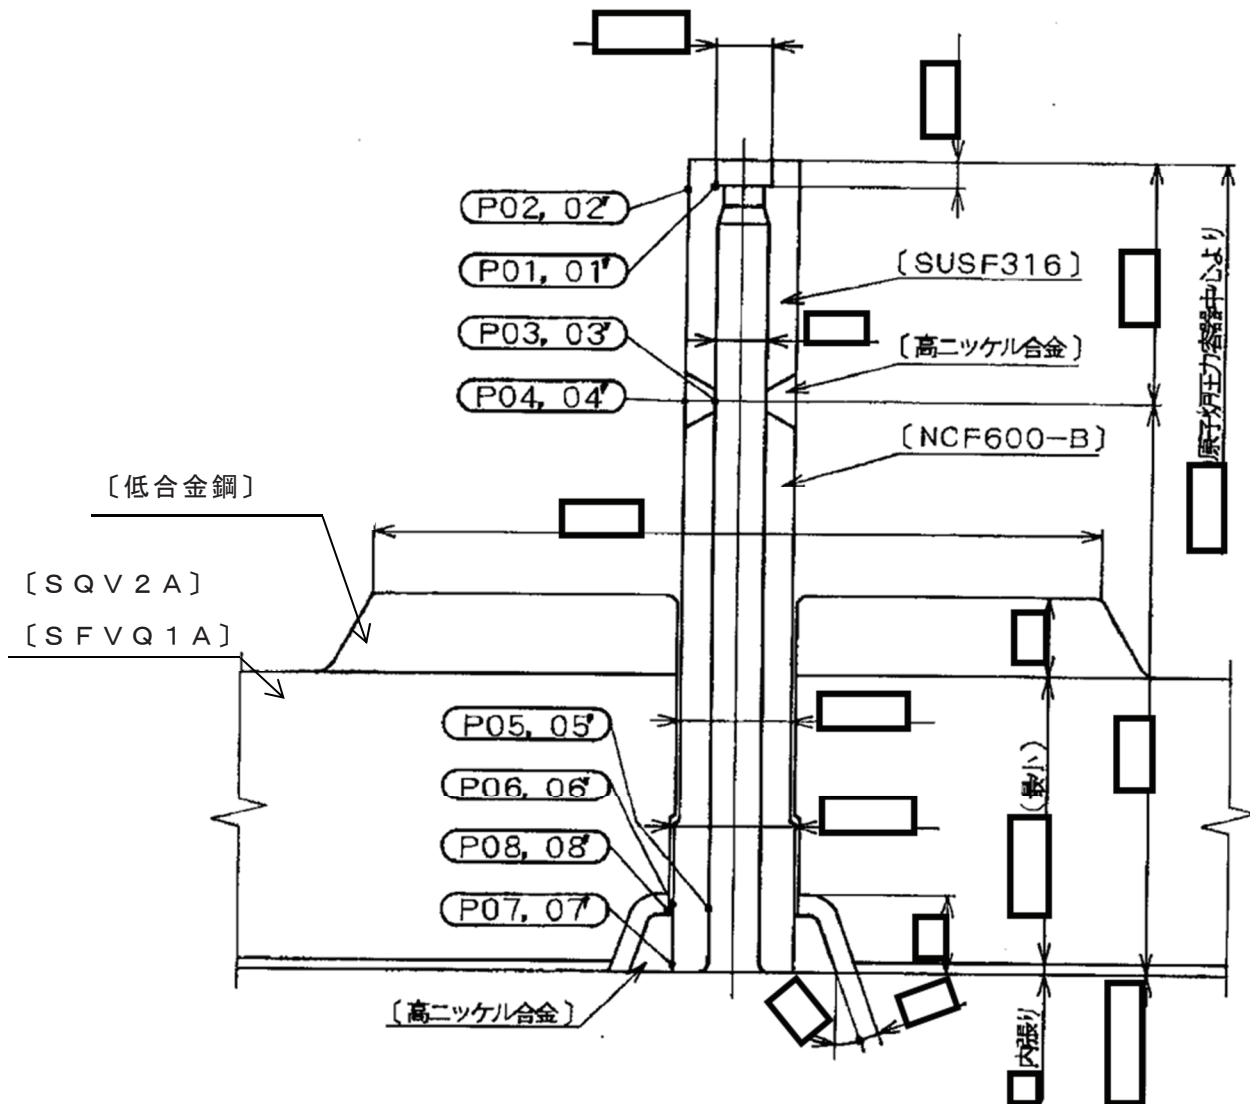 P02, 02'
P01, 01'
〔SUSF316〕
P03, 03'
〔高ニッケル合金〕
P04, 04'
原子炉圧力容器中心より
〔NCF600-B〕
〔低合金鋼〕
〔SQV2A〕
〔SFVQ1A〕
P05, 05'
(最小)
P06, 06'
P08, 08'
P07, 07'
〔高ニッケル合金〕
内張り